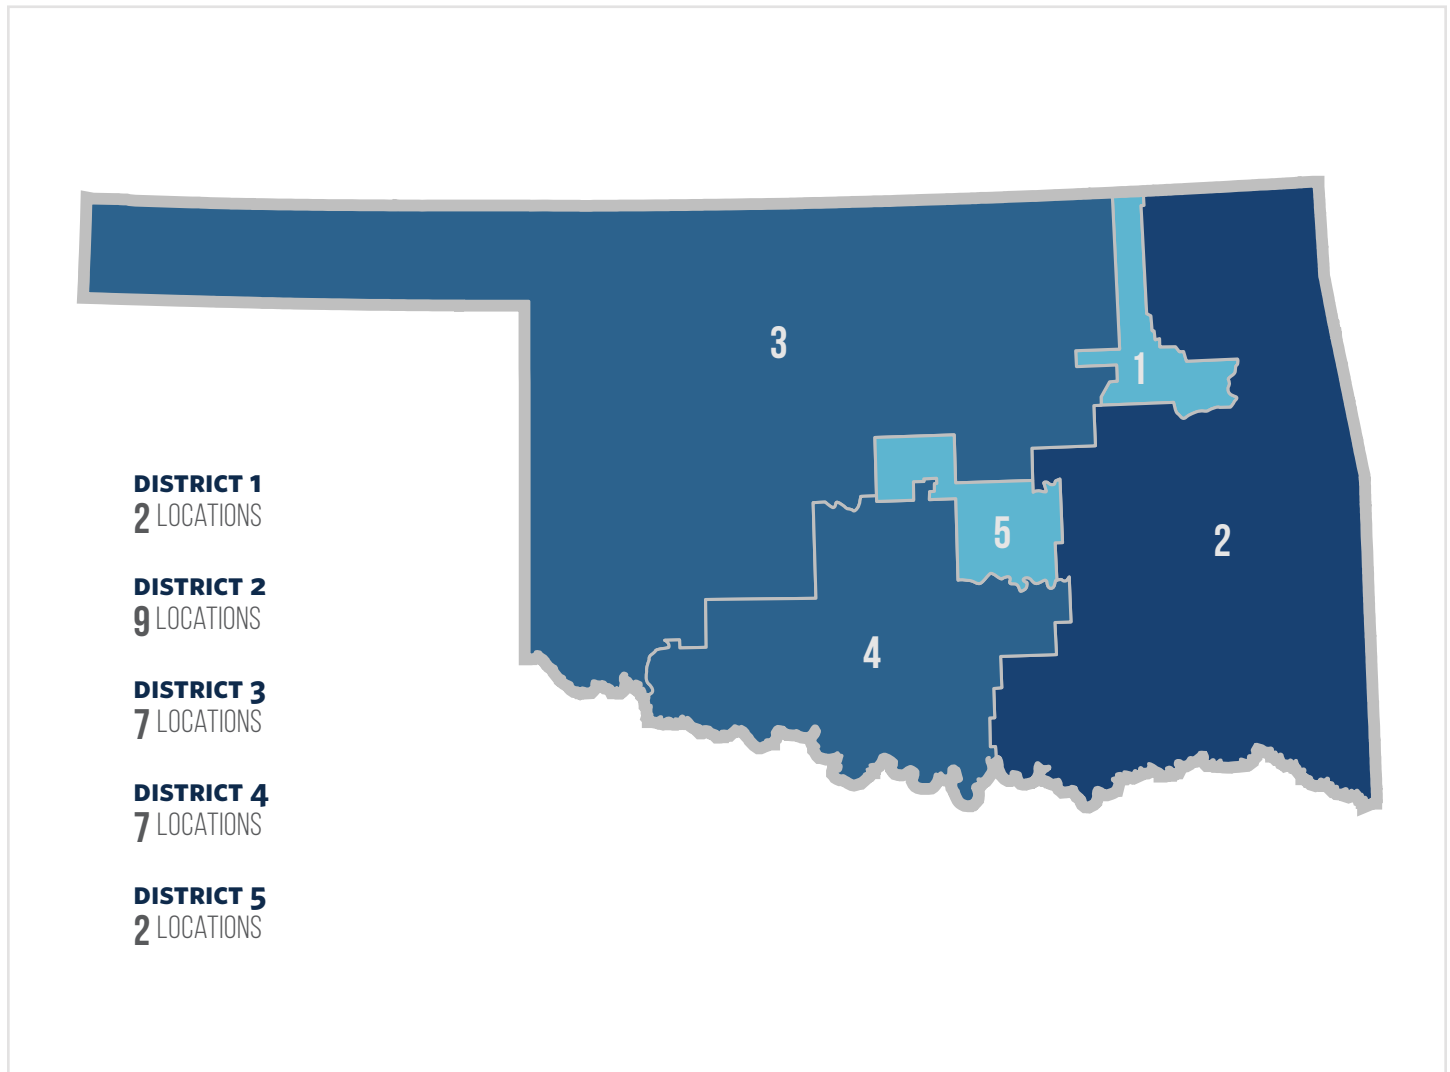 3
1
5
2
4
DISTRICT 1
2 LOCATIONS
DISTRICT 2
9 LOCATIONS
DISTRICT 3
7 LOCATIONS
DISTRICT 4
7 LOCATIONS
DISTRICT 5
2 LOCATIONS